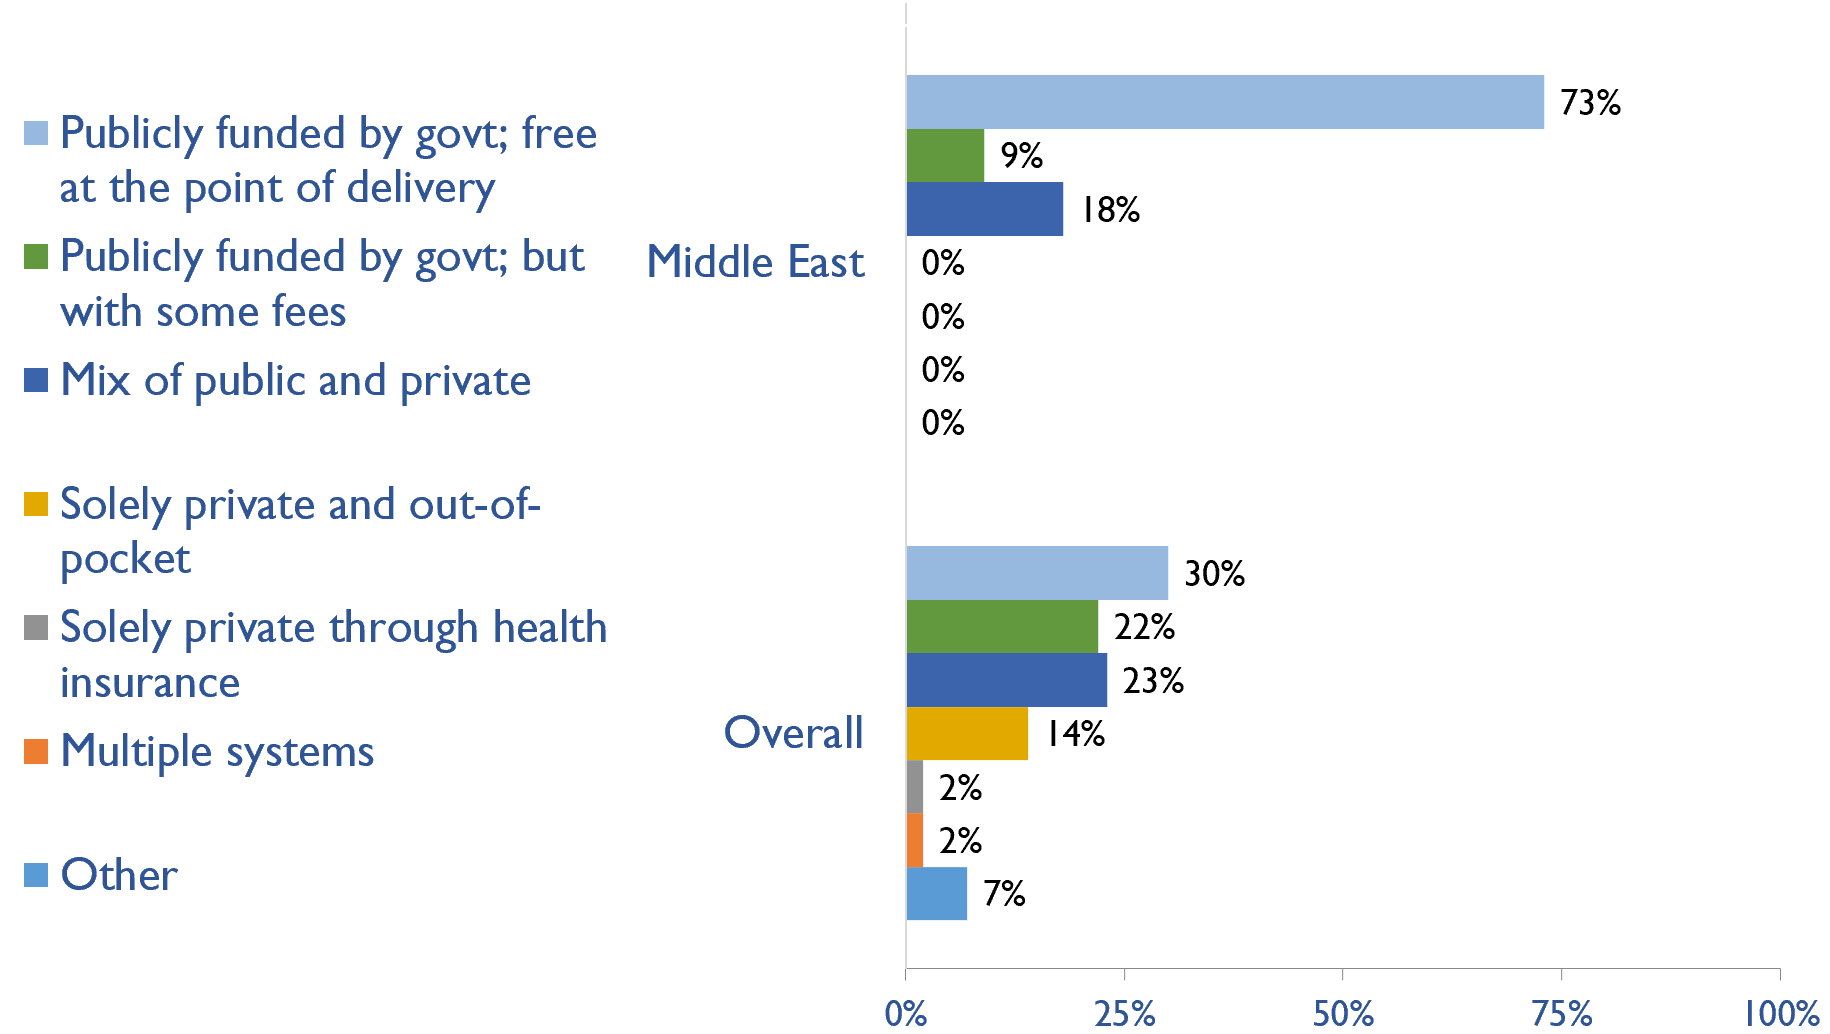 Publicly funded by govt; free
at the point of delivery
Publicly funded by govt; but
with some fees
Mix of public and private
Solely private and out-of-
pocket
Solely private through health
insurance
Multiple systems
Other
Middle East
73%
9%
18%
0%
0%
0%
0%
Overall
30%
22%
23%
14%
2%
2%
7%
0% 25% 50% 75% 100%